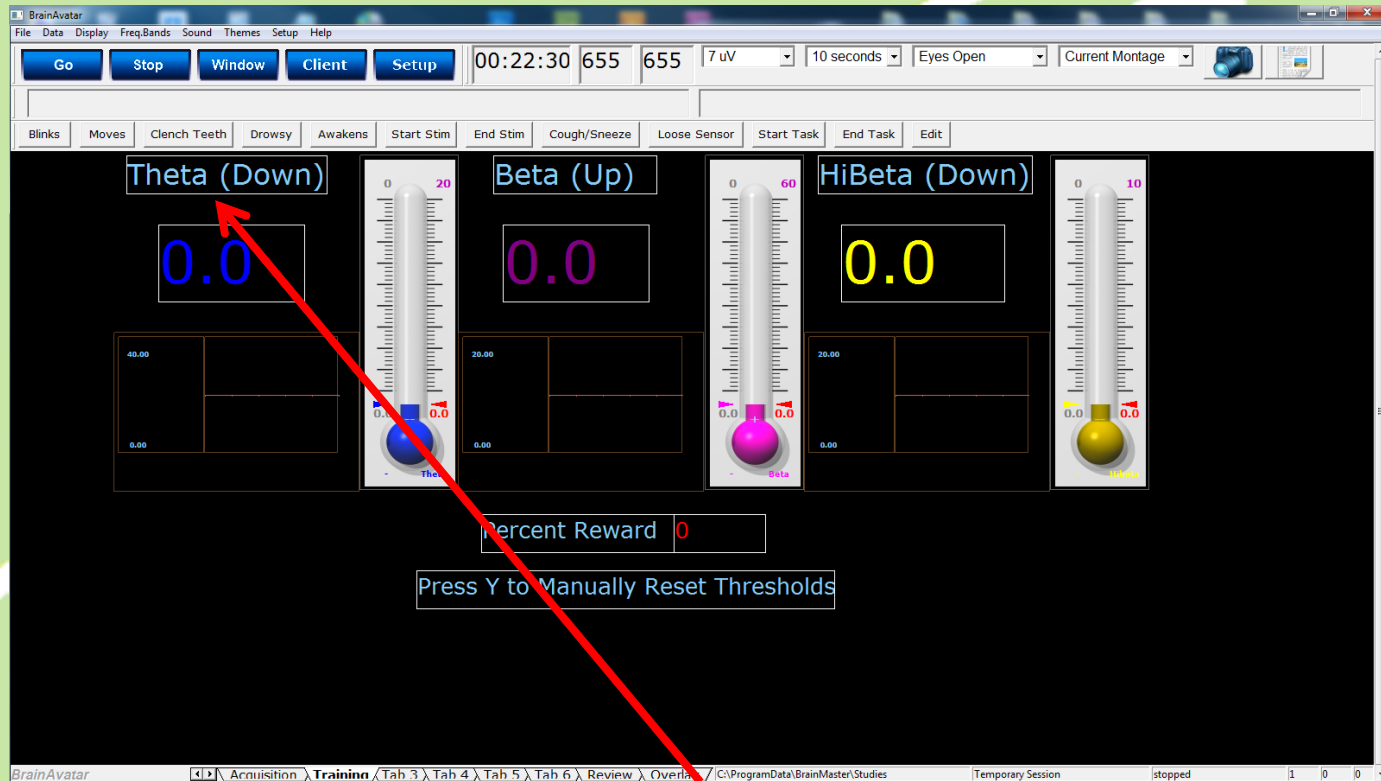 BrainAvatar
File Data Display Freq.Bands Sound Themes Setup Help
Go Stop Window Client Setup 00:22:30 655 655 7 uV 10 seconds Eyes Open Current Montage
Blinks Moves Clench Teeth Drowsy Awakens Start Stim End Stim Cough/Sneeze Loose Sensor Start Task End Task Edit
Theta (Down) Beta (Up) HiBeta (Down)
0 20 0 60 0 10
0.0 0.0 0.0
40.00 20.00 20.00
0.0 0.0 0.0 0.0 0.0
0.00 0.00 0.00
- - Beta
Percent Reward 0
Press Y to Manually Reset Thresholds
BrainAvatar Acquisition Training Tab 3 Tab 4 Tab 5 Tab 6 Review C:\ProgramData\BrainMaster\Studies Temporary Session stopped 1 0 0